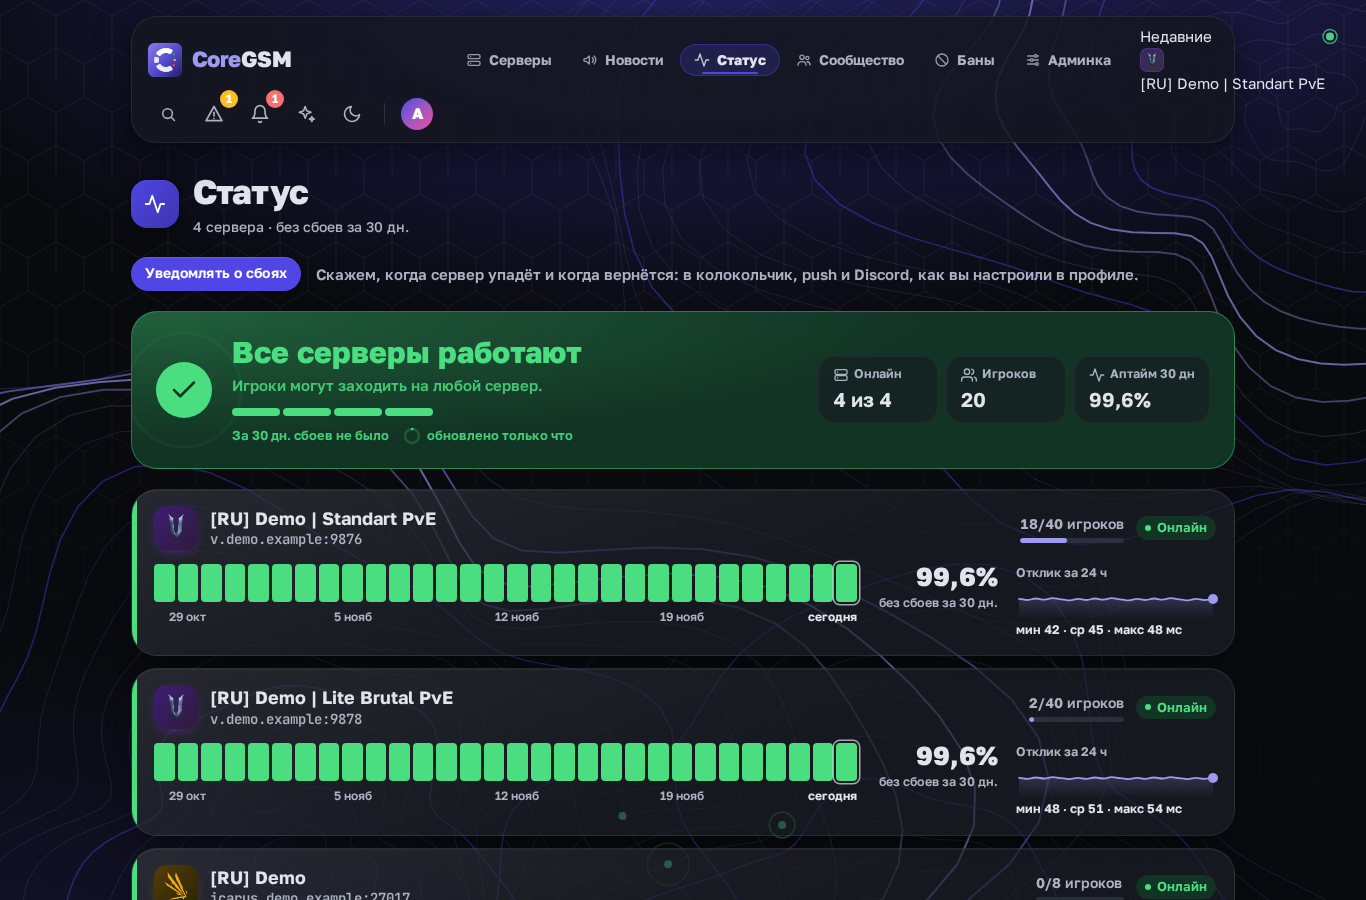 CoreGSM
Серверы
Новости
Статус
Сообщество
Баны
Админка
Недавние
[RU] Demo | Standart PvE
1
1
A
Статус
4 сервера · без сбоев за 30 дн.
Уведомлять о сбоях
Скажем, когда сервер упадёт и когда вернётся: в колокольчик, push и Discord, как вы настроили в профиле.
Все серверы работают
Игроки могут заходить на любой сервер.
За 30 дн. сбоев не было
обновлено только что
Онлайн
4 из 4
Игроков
20
Аптайм 30 дн
99,6%
[RU] Demo | Standart PvE
v.demo.example:9876
18/40 игроков
Онлайн
29 окт
5 нояб
12 нояб
19 нояб
сегодня
99,6%
без сбоев за 30 дн.
Отклик за 24 ч
мин 42 · ср 45 · макс 48 мс
[RU] Demo | Lite Brutal PvE
v.demo.example:9878
2/40 игроков
Онлайн
29 окт
5 нояб
12 нояб
19 нояб
сегодня
99,6%
без сбоев за 30 дн.
Отклик за 24 ч
мин 48 · ср 51 · макс 54 мс
[RU] Demo
icarus.demo.example:27017
0/8 игроков
Онлайн